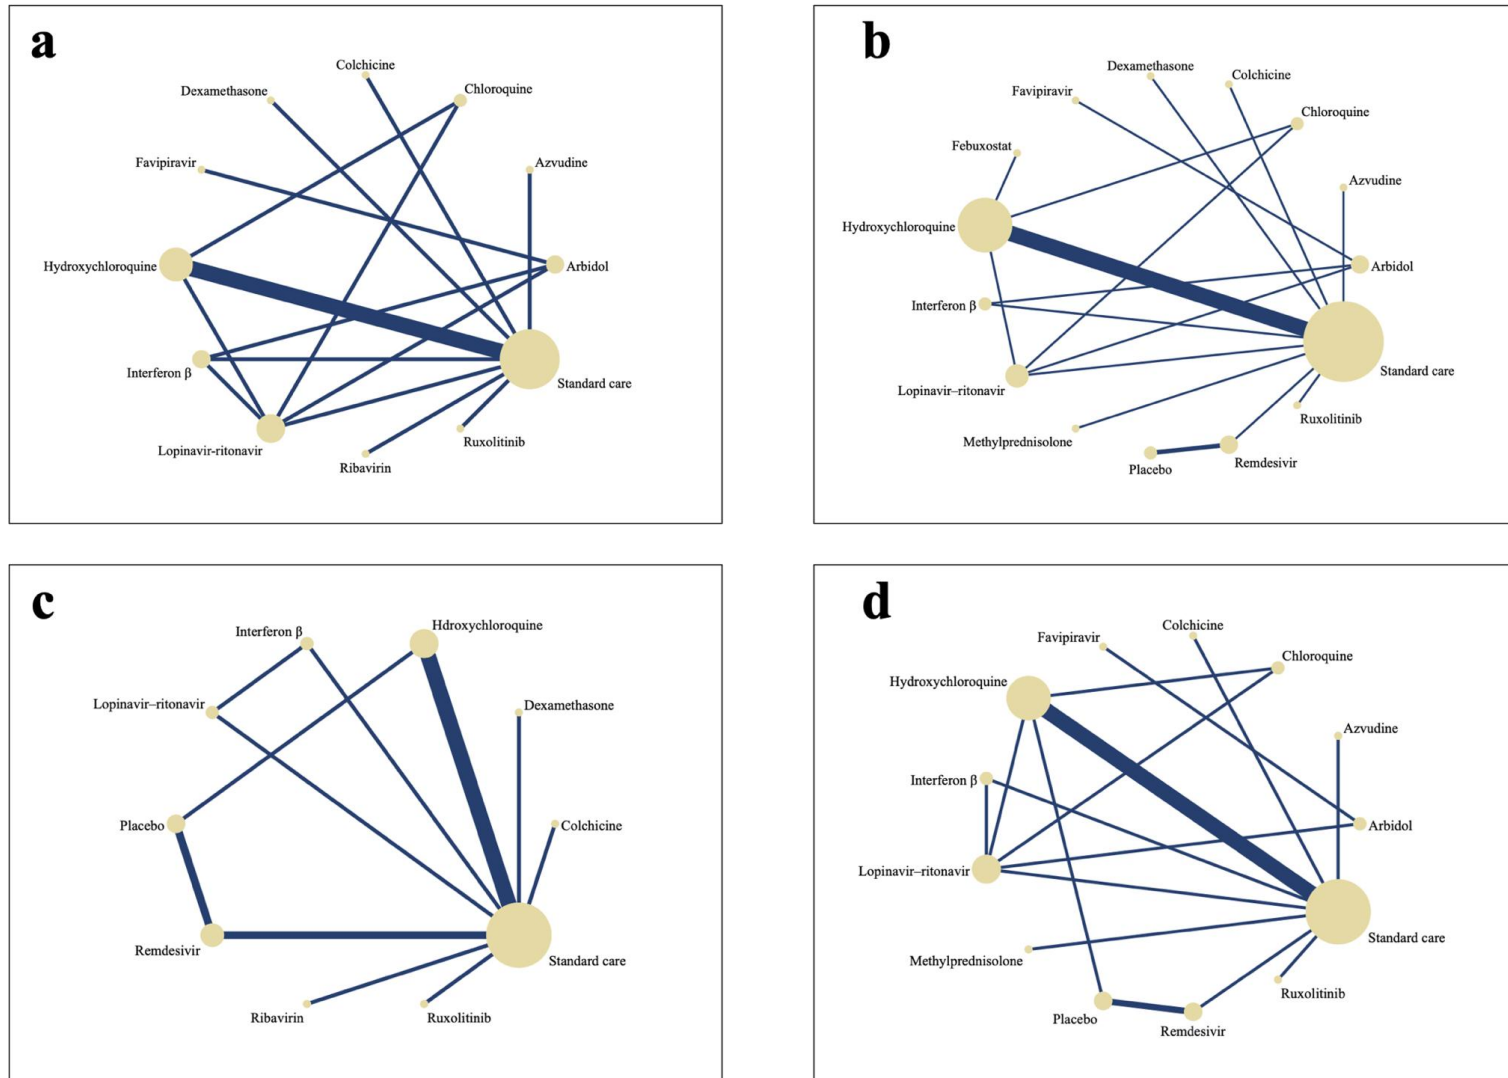 a
Colchicine
Dexamethasone
Chloroquine
Favipiravir
Azvudine
Hydroxychloroquine
Arbidol
Interferon β
Standard care
Lopinavir-ritonavir
Ruxolitinib
Ribavirin
b
Dexamethasone
Colchicine
Favipiravir
Chloroquine
Febuxostat
Azvudine
Hydroxychloroquine
Arbidol
Interferon β
Standard care
Lopinavir–ritonavir
Ruxolitinib
Methylprednisolone
Remdesivir
Placebo
c
Interferon β
Hdroxychloroquine
Lopinavir–ritonavir
Dexamethasone
Placebo
Colchicine
Remdesivir
Standard care
Ribavirin
Ruxolitinib
d
Colchicine
Favipiravir
Chloroquine
Hydroxychloroquine
Azvudine
Interferon β
Arbidol
Lopinavir–ritonavir
Standard care
Methylprednisolone
Ruxolitinib
Placebo
Remdesivir